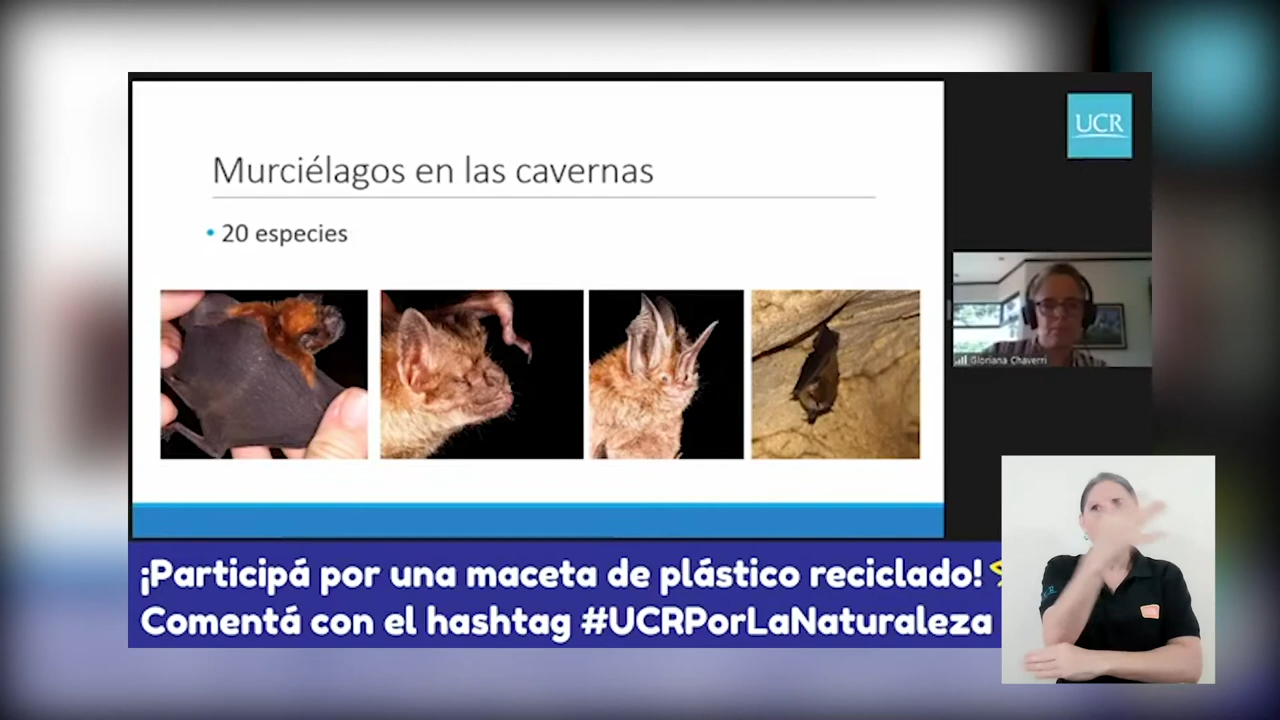 Murciélagos en las cavernas
• 20 especies
UCR
Gloriana Chaverri
¡Participá por una maceta de plástico reciclado!
Comentá con el hashtag #UCRPorLaNaturaleza